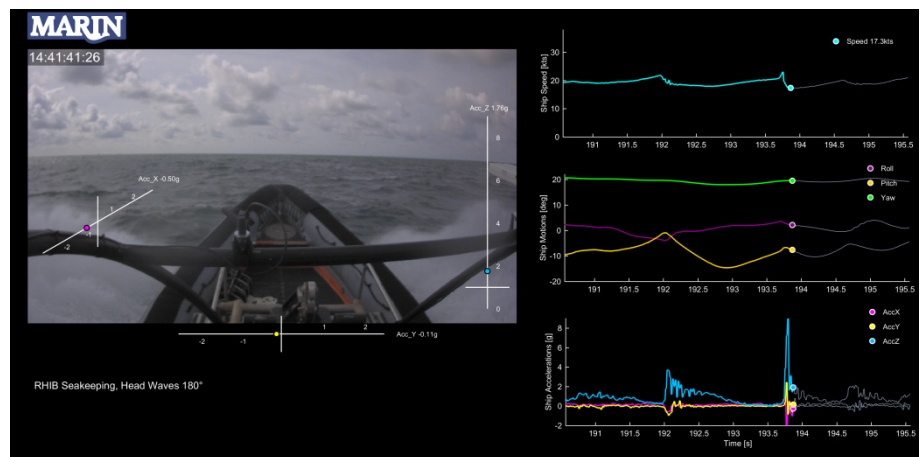 MARIN
14:41:41:26
Acc_Z 1.76g
8
6
4
2
0
Acc_X -0.50g
2
1
-1
-2
-2
-1
1
2
Acc_Y -0.11g
RHIB Seakeeping, Head Waves 180°
Speed 17.3kts
Ship Speed [kts]
30
20
10
0
191 191.5 192 192.5 193 193.5 194 194.5 195 195.5
Roll
Pitch
Yaw
Ship Motions [deg]
20
10
0
-10
-20
191 191.5 192 192.5 193 193.5 194 194.5 195 195.5
AccX
AccY
AccZ
Ship Accelerations [g]
8
6
4
2
0
-2
191 191.5 192 192.5 193 193.5 194 194.5 195 195.5
Time [s]